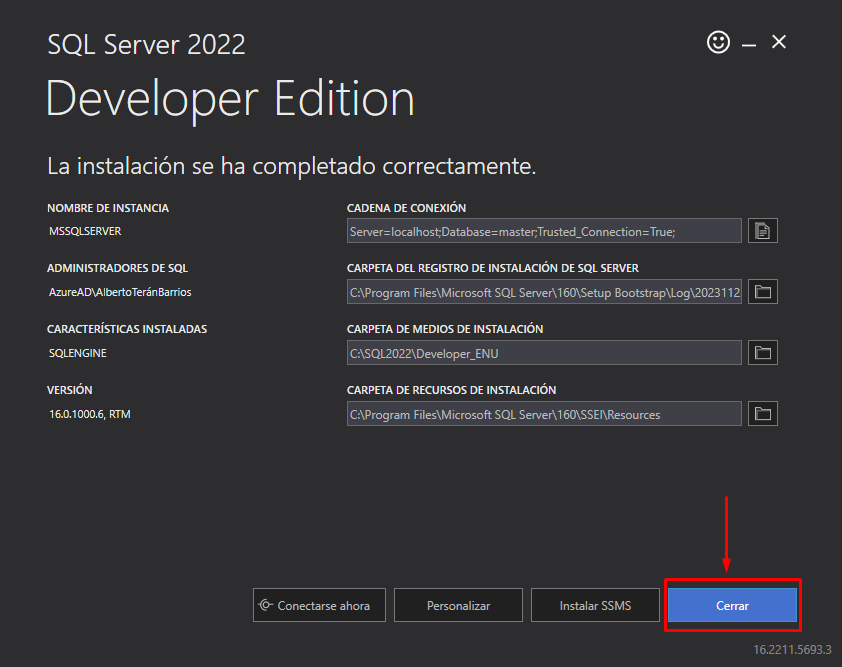 SQL Server 2022
Developer Edition
La instalación se ha completado correctamente.
NOMBRE DE INSTANCIA
MSSQLSERVER
CADENA DE CONEXIÓN
Server=localhost;Database=master;Trusted_Connection=True;
ADMINISTRADORES DE SQL
AzureAD\AlbertoTeránBarrios
CARPETA DEL REGISTRO DE INSTALACIÓN DE SQL SERVER
C:\Program Files\Microsoft SQL Server\160\Setup Bootstrap\Log\2023112
CARACTERÍSTICAS INSTALADAS
SQLENGINE
CARPETA DE MEDIOS DE INSTALACIÓN
C:\SQL2022\Developer_ENU
VERSIÓN
16.0.1000.6, RTM
CARPETA DE RECURSOS DE INSTALACIÓN
C:\Program Files\Microsoft SQL Server\160\SSEI\Resources
Conectarse ahora
Personalizar
Instalar SSMS
Cerrar
16.2211.5693.3